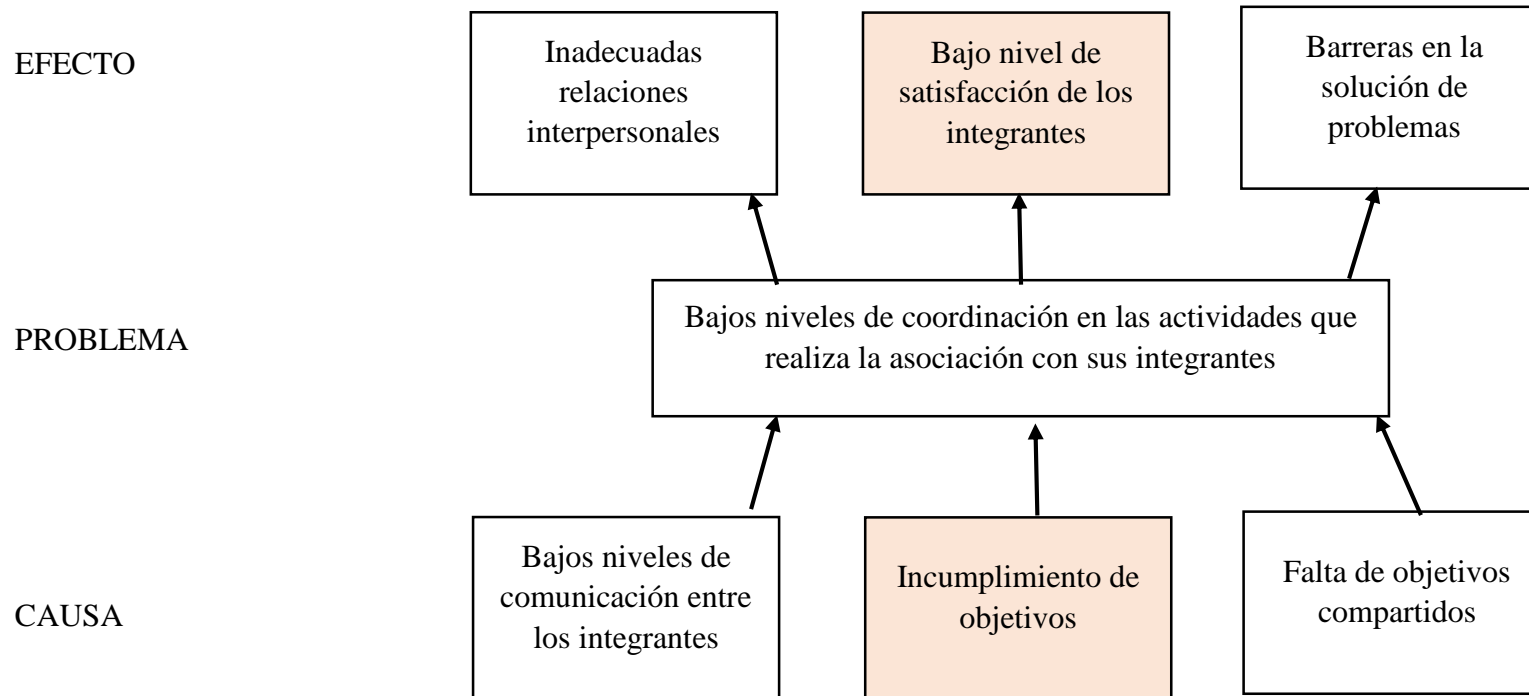 EFECTO
Inadecuadas
relaciones
interpersonales
Bajo nivel de
satisfacción de los
integrantes
Barreras en la
solución de
problemas
PROBLEMA
Bajos niveles de coordinación en las actividades que
realiza la asociación con sus integrantes
CAUSA
Bajos niveles de
comunicación entre
los integrantes
Incumplimiento de
objetivos
Falta de objetivos
compartidos